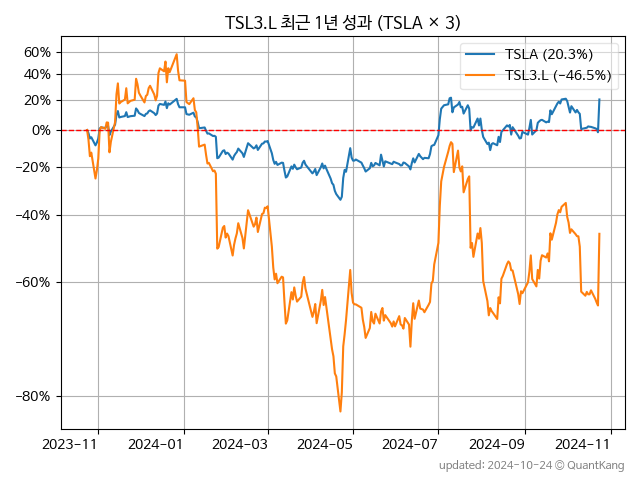 TSL3.L 최근 1년 성과 (TSLA × 3)
TSLA (20.3%)
TSL3.L (−46.5%)
60%
40%
20%
0%
−20%
−40%
−60%
−80%
2023−11 2024−01 2024−03 2024−05 2024−07 2024−09 2024−11
updated: 2024-10-24 © QuantKang